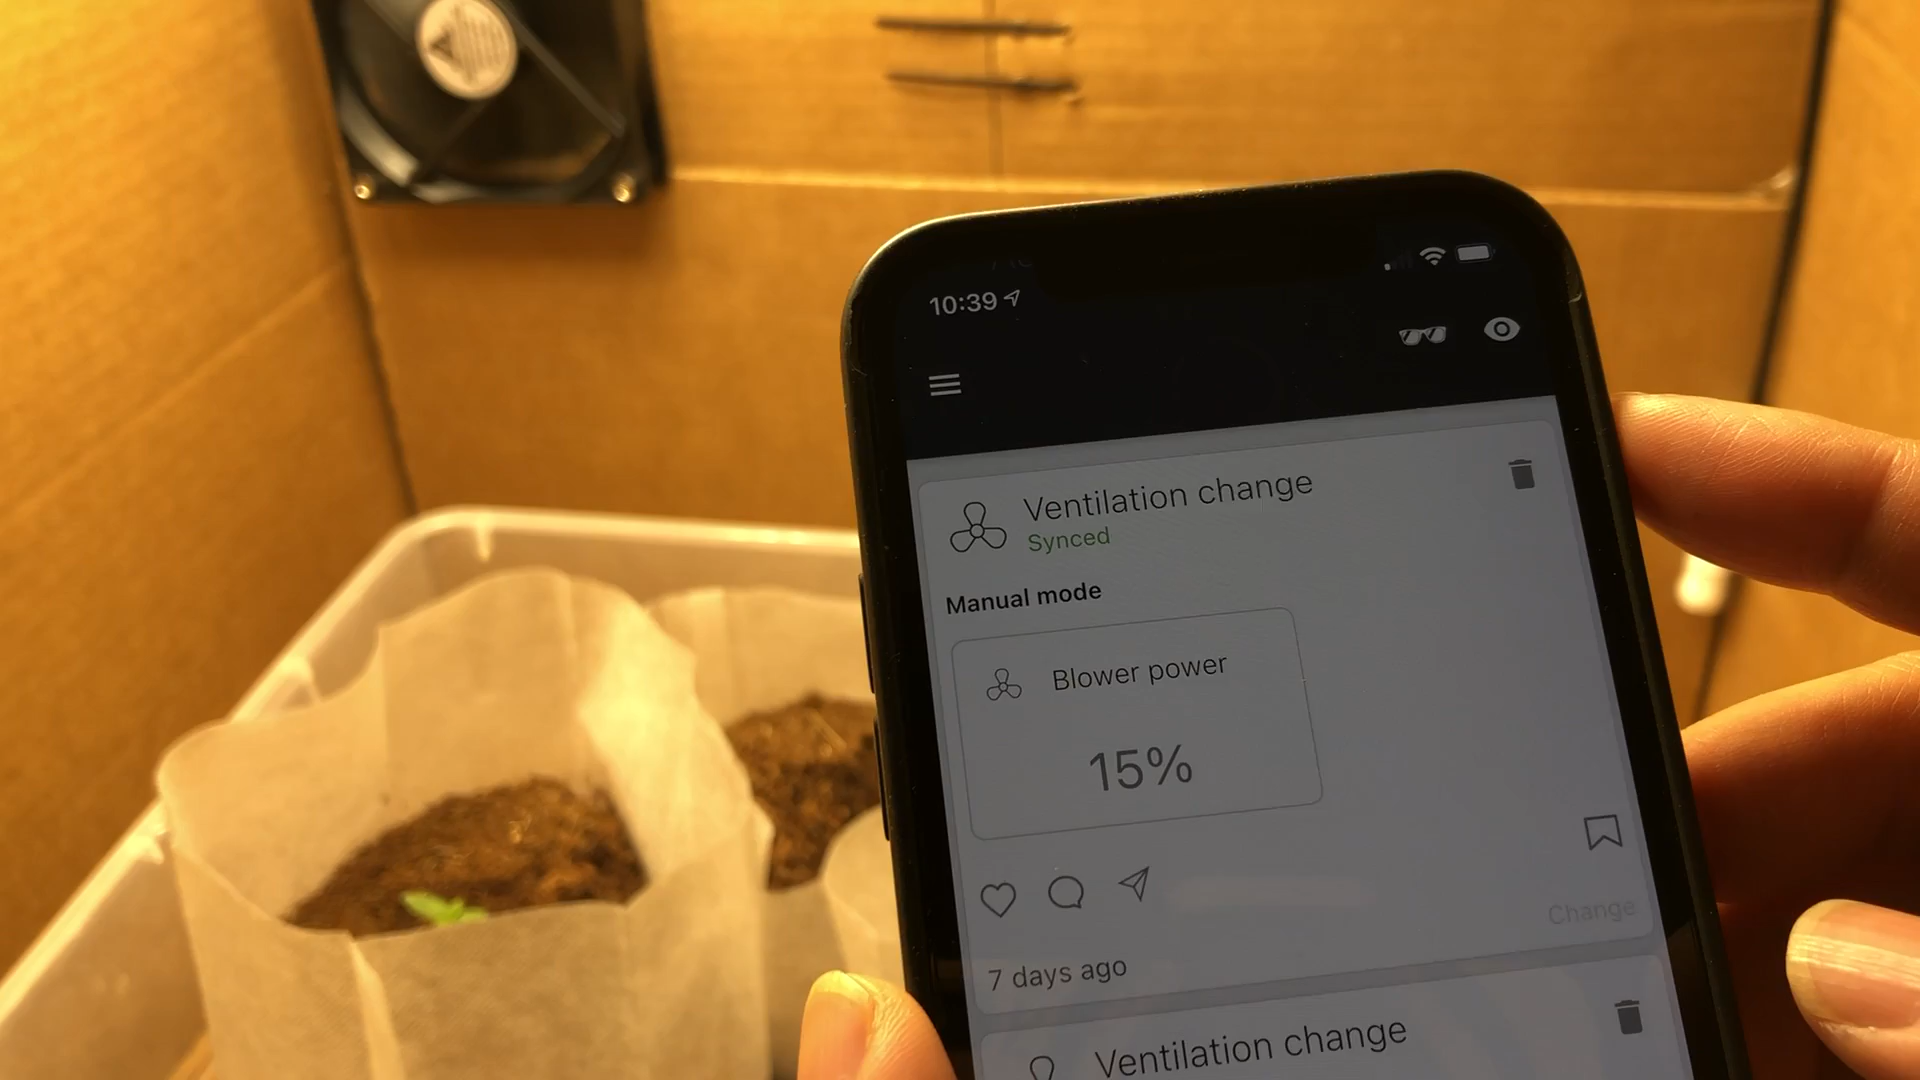 10:39
Ventilation change
Synced
Manual mode
Blower power
15%
Change
7 days ago
Ventilation change